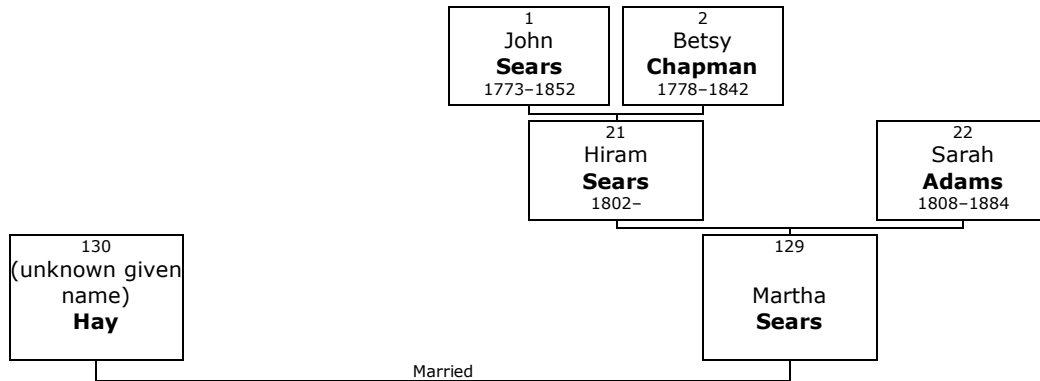 1
John
Sears
1773–1852
2
Betsy
Chapman
1778–1842
21
Hiram
Sears
1802–
22
Sarah
Adams
1808–1884
130
(unknown given
name)
Hay
129
Martha
Sears
Married